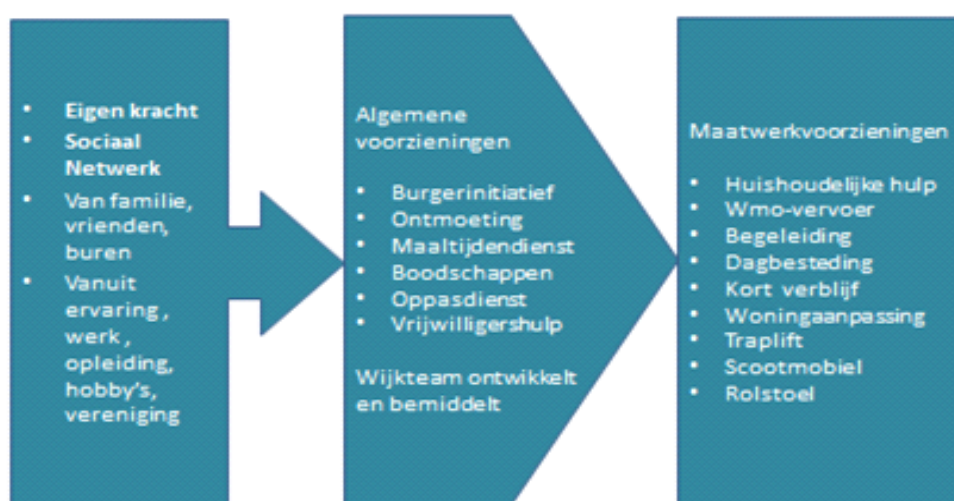 • Eigen kracht
• Sociaal
Netwerk
• Van familie,
vrienden,
buren
• Vanuit
ervaring ,
werk ,
opleiding,
hobby's,
vereniging
Algemene
voorzieningen
• Burgerinitiatief
• Ontmoeting
• Maaltijdendienst
• Boodschappen
• Oppasdienst
• Vrijwilligershulp
Wijkteam ontwikkelt
en bemiddelt
Maatwerkvoorzieningen
• Huishoudelijke hulp
• Wmo-vervoer
• Begeleiding
• Dagbesteding
• Kort verblijf
• Woningaanpassing
• Traplift
• Scootmobiel
• Rolstoel